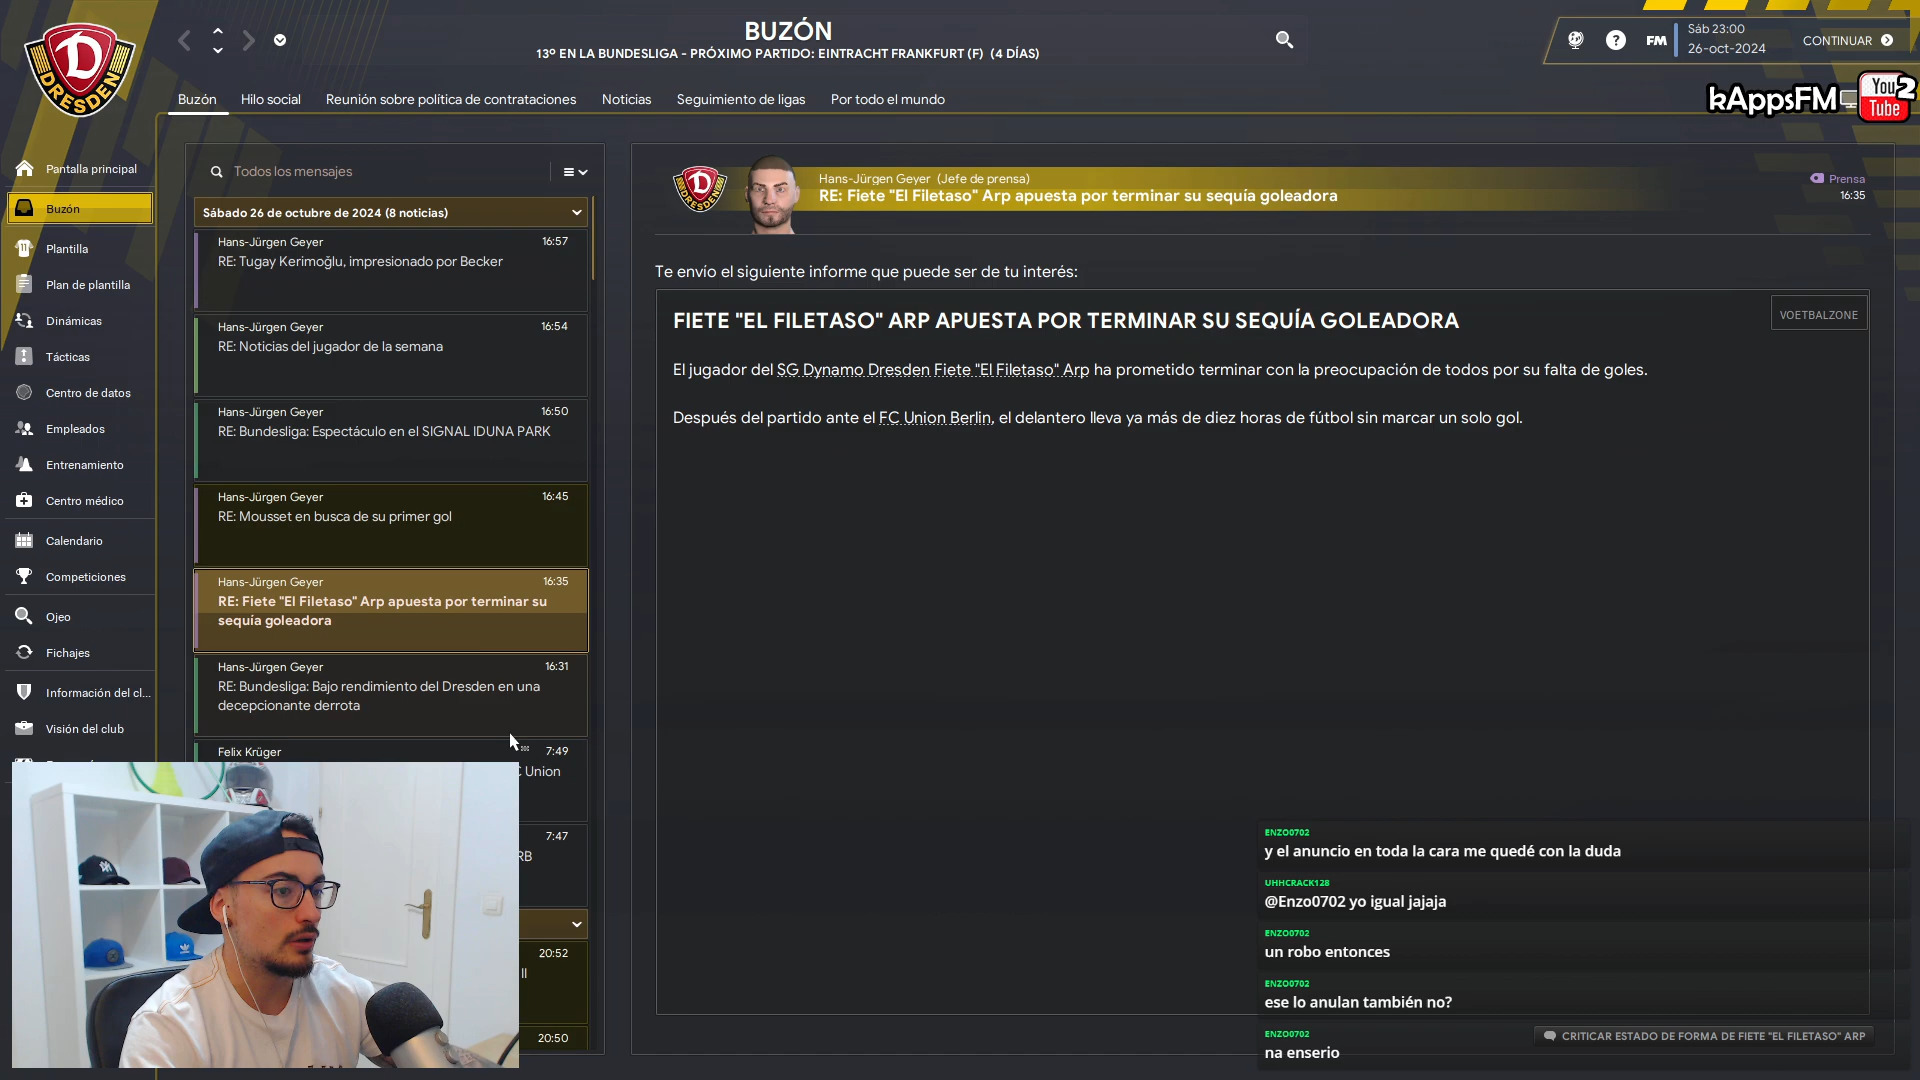 BUZÓN
13º EN LA BUNDESLIGA - PRÓXIMO PARTIDO: EINTRACHT FRANKFURT (F) (4 DÍAS)
FM
Sáb 23:00
26-oct-2024
CONTINUAR
D
DRESDEN
Buzón
Hilo social
Reunión sobre política de contrataciones
Noticias
Seguimiento de ligas
Por todo el mundo
kAppsFM
You2
Tube
Pantalla principal
Buzón
Plantilla
Plan de plantilla
Dinámicas
Tácticas
Centro de datos
Empleados
Entrenamiento
Centro médico
Calendario
Competiciones
Ojeo
Fichajes
Información del cl...
Visión del club
Todos los mensajes
Sábado 26 de octubre de 2024 (8 noticias)
Hans-Jürgen Geyer 16:57
RE: Tugay Kerimoğlu, impresionado por Becker
Hans-Jürgen Geyer 16:54
RE: Noticias del jugador de la semana
Hans-Jürgen Geyer 16:50
RE: Bundesliga: Espectáculo en el SIGNAL IDUNA PARK
Hans-Jürgen Geyer 16:45
RE: Mousset en busca de su primer gol
Hans-Jürgen Geyer 16:35
RE: Fiete "El Filetaso" Arp apuesta por terminar su
sequía goleadora
Hans-Jürgen Geyer 16:31
RE: Bundesliga: Bajo rendimiento del Dresden en una
decepcionante derrota
Felix Krüger 7:49
Union
7:47
RB
20:52
II
20:50
Hans-Jürgen Geyer (Jefe de prensa)
RE: Fiete "El Filetaso" Arp apuesta por terminar su sequía goleadora
Prensa
16:35
Te envío el siguiente informe que puede ser de tu interés:
FIETE "EL FILETASO" ARP APUESTA POR TERMINAR SU SEQUÍA GOLEADORA
VOETBALZONE
El jugador del SG Dynamo Dresden Fiete "El Filetaso" Arp ha prometido terminar con la preocupación de todos por su falta de goles.
Después del partido ante el FC Union Berlin, el delantero lleva ya más de diez horas de fútbol sin marcar un solo gol.
ENZO0702
y el anuncio en toda la cara me quedé con la duda
UHHCRACK128
@Enzo0702 yo igual jajaja
ENZO0702
un robo entonces
ENZO0702
ese lo anulan también no?
ENZO0702
na enserio
CRITICAR ESTADO DE FORMA DE FIETE "EL FILETASO" ARP